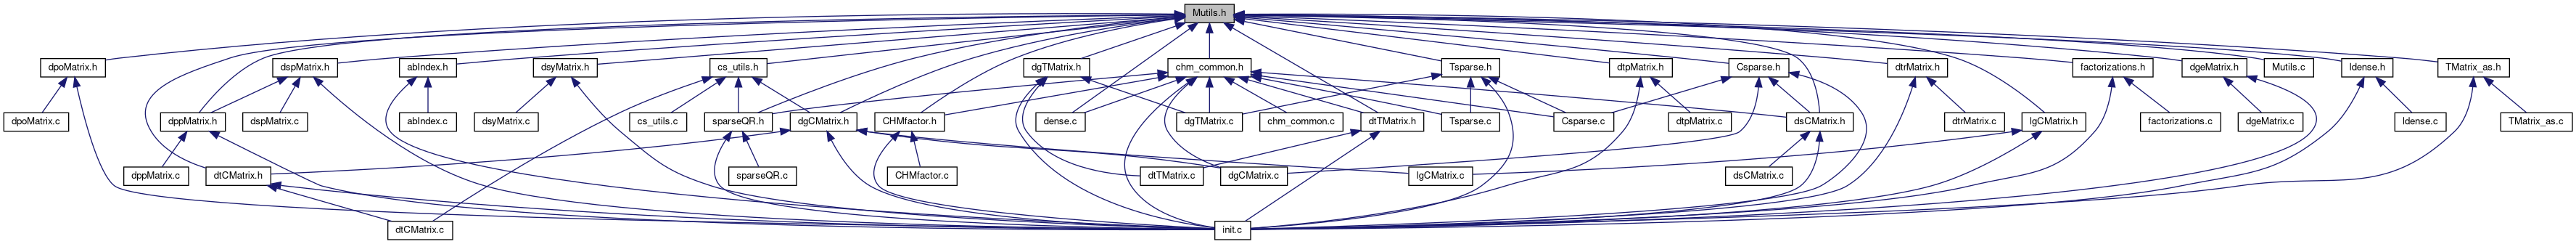 Mutils.h
dpoMatrix.h
dspMatrix.h
abIndex.h
dsyMatrix.h
cs_utils.h
dgTMatrix.h
chm_common.h
Tsparse.h
dtpMatrix.h
Csparse.h
dtrMatrix.h
factorizations.h
dgeMatrix.h
Mutils.c
ldense.h
TMatrix_as.h
dpoMatrix.c
dppMatrix.h
dspMatrix.c
abIndex.c
dsyMatrix.c
cs_utils.c
sparseQR.h
dgCMatrix.h
CHMfactor.h
dense.c
dgTMatrix.c
chm_common.c
dtTMatrix.h
Tsparse.c
Csparse.c
dtpMatrix.c
dsCMatrix.h
dtrMatrix.c
lgCMatrix.h
factorizations.c
dgeMatrix.c
ldense.c
TMatrix_as.c
dppMatrix.c
dtCMatrix.h
sparseQR.c
CHMfactor.c
dtTMatrix.c
dgCMatrix.c
lgCMatrix.c
dsCMatrix.c
dtCMatrix.c
init.c